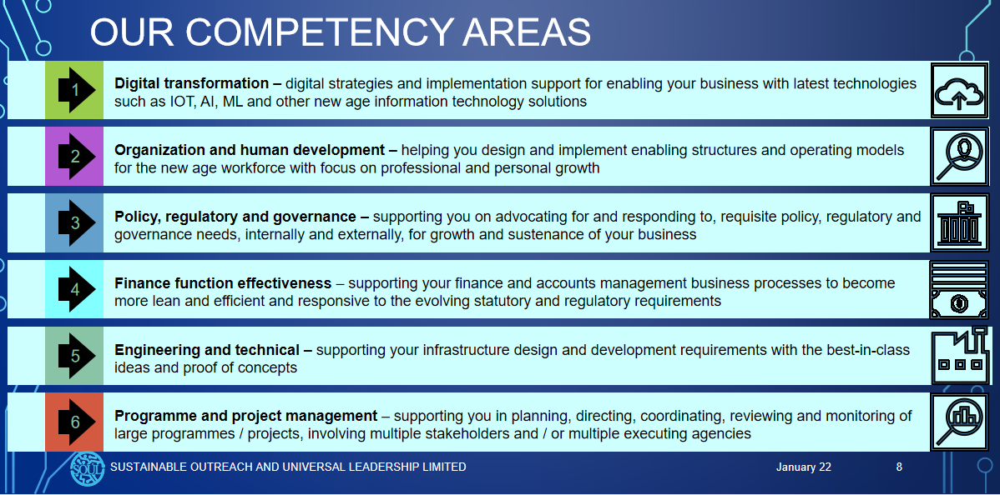 OUR COMPETENCY AREAS
1
Digital transformation – digital strategies and implementation support for enabling your business with latest technologies
such as IOT, AI, ML and other new age information technology solutions
2
Organization and human development – helping you design and implement enabling structures and operating models
for the new age workforce with focus on professional and personal growth
3
Policy, regulatory and governance – supporting you on advocating for and responding to, requisite policy, regulatory and
governance needs, internally and externally, for growth and sustenance of your business
4
Finance function effectiveness – supporting your finance and accounts management business processes to become
more lean and efficient and responsive to the evolving statutory and regulatory requirements
5
Engineering and technical – supporting your infrastructure design and development requirements with the best-in-class
ideas and proof of concepts
6
Programme and project management – supporting you in planning, directing, coordinating, reviewing and monitoring of
large programmes / projects, involving multiple stakeholders and / or multiple executing agencies
SOUL
SUSTAINABLE OUTREACH AND UNIVERSAL LEADERSHIP LIMITED
January 22
8